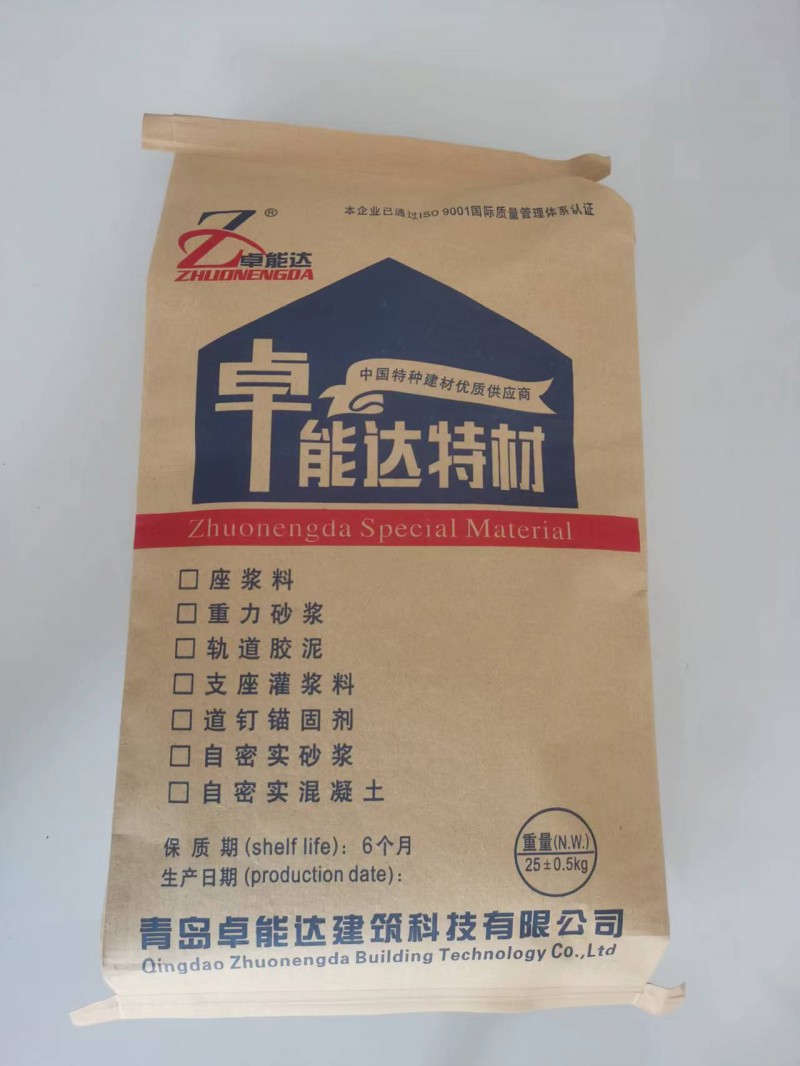 本企业已通过ISO 9001国际质量管理体系认证
Z®
卓能达
ZHUONENGDA
中国特种建材优质供应商
卓能达特材
Zhuonengda Special Material
□ 座浆料
□ 重力砂浆
□ 轨道胶泥
□ 支座灌浆料
□ 道钉锚固剂
□ 自密实砂浆
□ 自密实混凝土
保质期(shelf life)：6个月
生产日期(production date)：
重量(N.W.)
25±0.5kg
青岛卓能达建筑科技有限公司
Qingdao Zhuonengda Building Technology Co.,Ltd